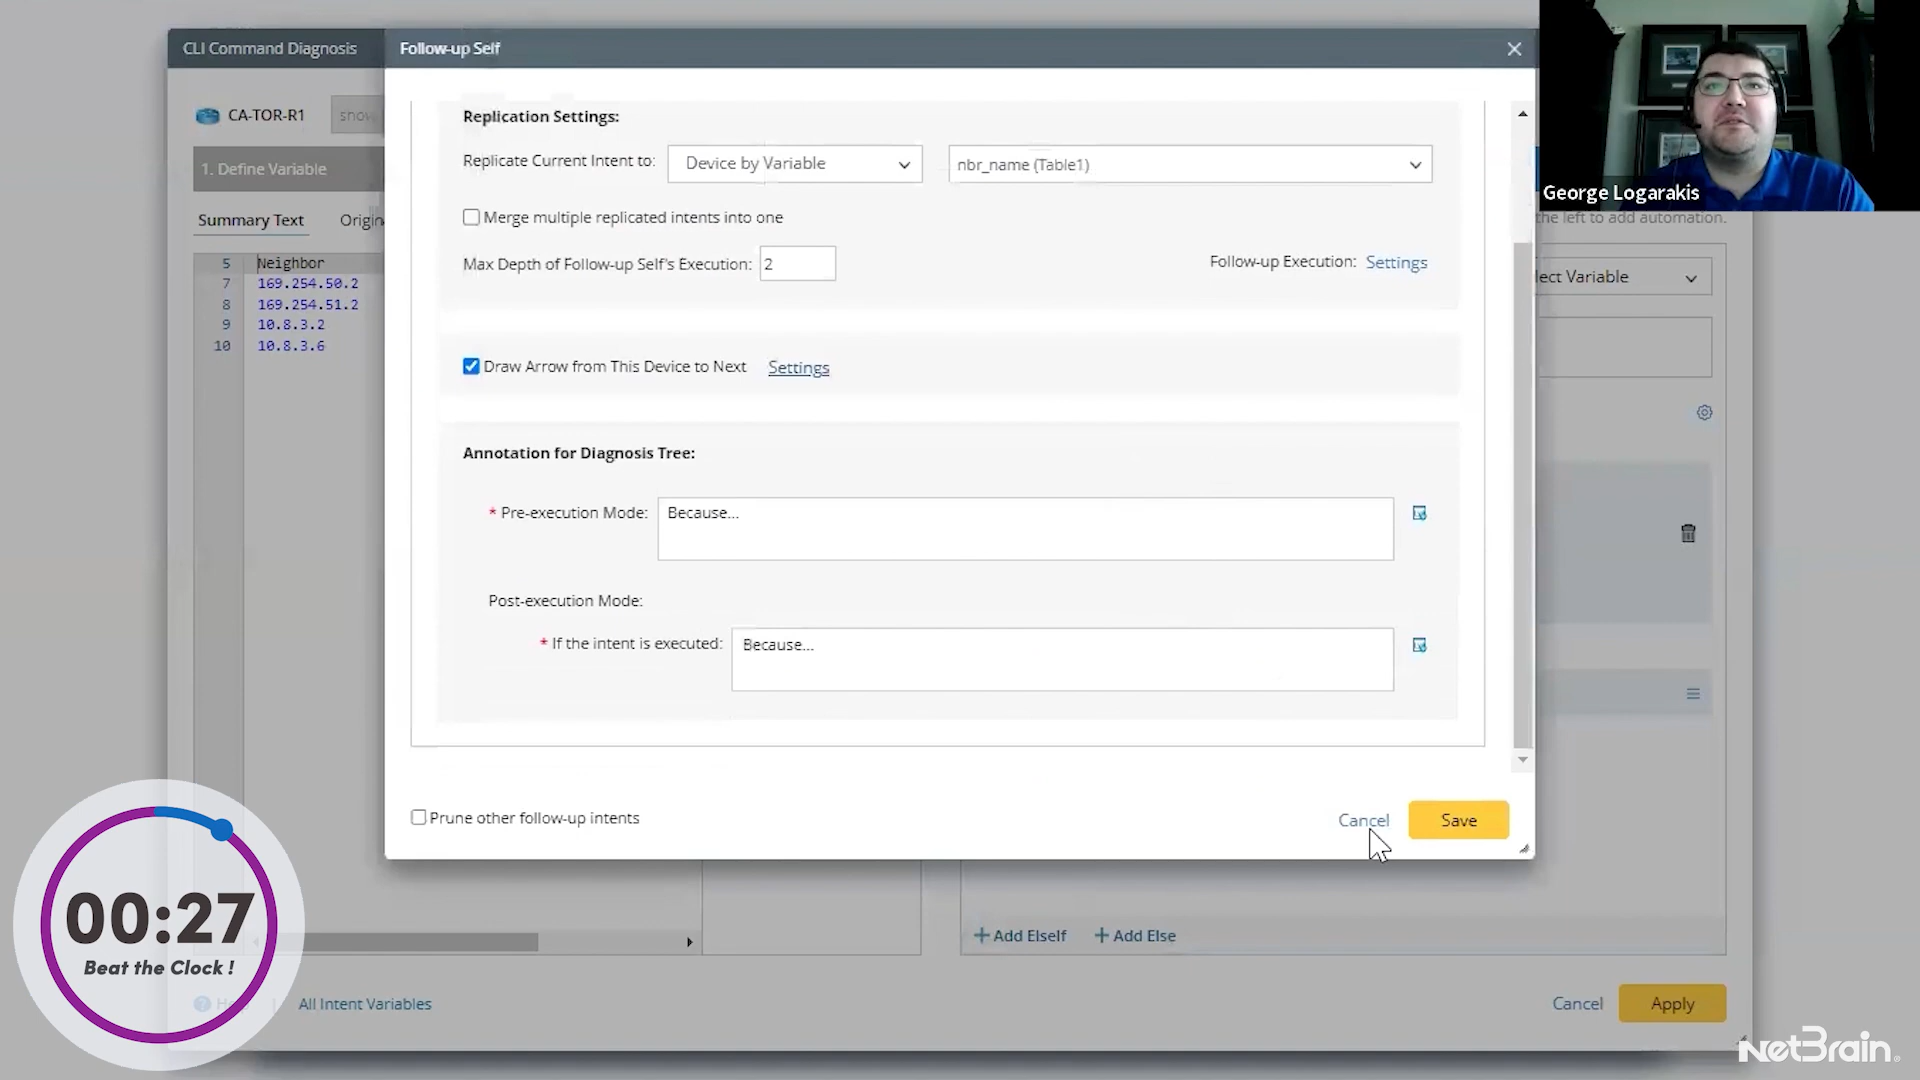 CLI Command Diagnosis
Follow-up Self
CA-TOR-R1
show
1. Define Variable
Summary Text
Origin
5 Neighbor
7 169.254.50.2
8 169.254.51.2
9 10.8.3.2
10 10.8.3.6
Replication Settings:
Replicate Current Intent to:
Device by Variable
nbr_name (Table1)
Merge multiple replicated intents into one
Max Depth of Follow-up Self's Execution: 2
Follow-up Execution: Settings
Draw Arrow from This Device to Next Settings
Annotation for Diagnosis Tree:
* Pre-execution Mode: Because...
Post-execution Mode:
* If the intent is executed: Because...
Prune other follow-up intents
Cancel
Save
George Logarakis
the left to add automation.
lect Variable
+ Add ElseIf
+ Add Else
00:27
Beat the Clock !
All Intent Variables
Cancel
Apply
NetBrain